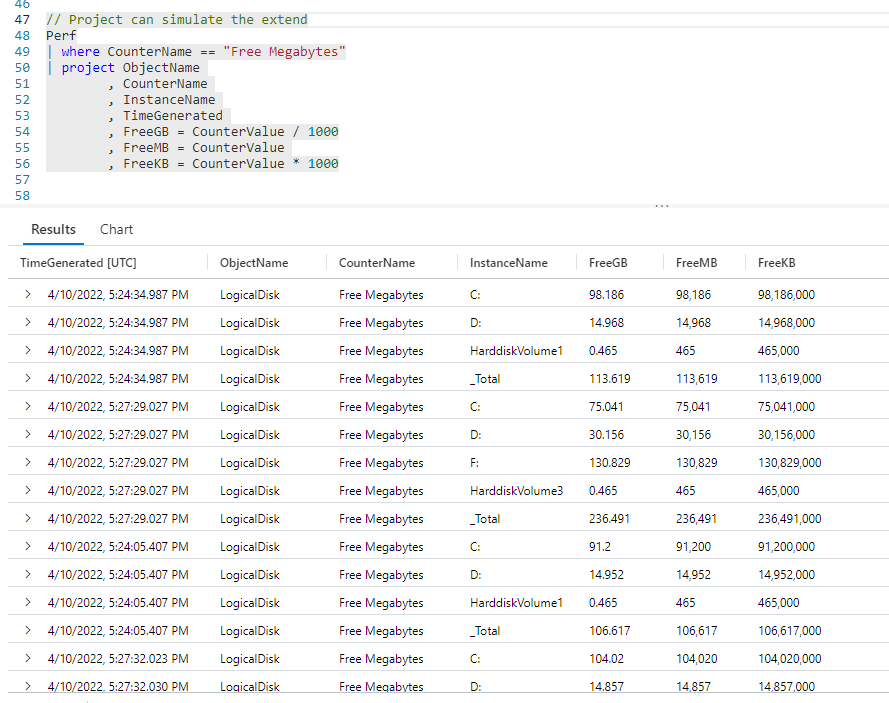 46
47 // Project can simulate the extend
48 Perf
49 | where CounterName == "Free Megabytes"
50 | project ObjectName
51         , CounterName
52         , InstanceName
53         , TimeGenerated
54         , FreeGB = CounterValue / 1000
55         , FreeMB = CounterValue
56         , FreeKB = CounterValue * 1000
57
58
...
Results Chart
TimeGenerated [UTC] ObjectName CounterName InstanceName FreeGB FreeMB FreeKB
> 4/10/2022, 5:24:34.987 PM LogicalDisk Free Megabytes C: 98.186 98,186 98,186,000
> 4/10/2022, 5:24:34.987 PM LogicalDisk Free Megabytes D: 14.968 14,968 14,968,000
> 4/10/2022, 5:24:34.987 PM LogicalDisk Free Megabytes HarddiskVolume1 0.465 465 465,000
> 4/10/2022, 5:24:34.987 PM LogicalDisk Free Megabytes _Total 113.619 113,619 113,619,000
> 4/10/2022, 5:27:29.027 PM LogicalDisk Free Megabytes C: 75.041 75,041 75,041,000
> 4/10/2022, 5:27:29.027 PM LogicalDisk Free Megabytes D: 30.156 30,156 30,156,000
> 4/10/2022, 5:27:29.027 PM LogicalDisk Free Megabytes F: 130.829 130,829 130,829,000
> 4/10/2022, 5:27:29.027 PM LogicalDisk Free Megabytes HarddiskVolume3 0.465 465 465,000
> 4/10/2022, 5:27:29.027 PM LogicalDisk Free Megabytes _Total 236.491 236,491 236,491,000
> 4/10/2022, 5:24:05.407 PM LogicalDisk Free Megabytes C: 91.2 91,200 91,200,000
> 4/10/2022, 5:24:05.407 PM LogicalDisk Free Megabytes D: 14.952 14,952 14,952,000
> 4/10/2022, 5:24:05.407 PM LogicalDisk Free Megabytes HarddiskVolume1 0.465 465 465,000
> 4/10/2022, 5:24:05.407 PM LogicalDisk Free Megabytes _Total 106.617 106,617 106,617,000
> 4/10/2022, 5:27:32.023 PM LogicalDisk Free Megabytes C: 104.02 104,020 104,020,000
> 4/10/2022, 5:27:32.030 PM LogicalDisk Free Megabytes D: 14.857 14,857 14,857,000